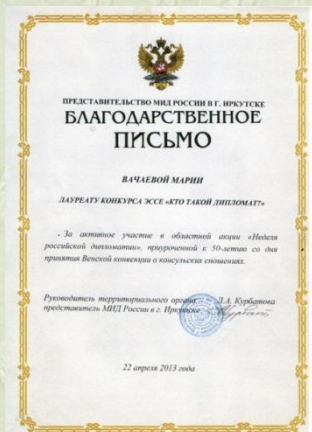 ПРЕДСТАВИТЕЛЬСТВО МИД РОССИИ В Г. ИРКУТСКЕ
БЛАГОДАРСТВЕННОЕ
ПИСЬМО
ВАЧАЕВОЙ МАРИИ
ЛАУРЕАТУ КОНКУРСА ЭССЕ «КТО ТАКОЙ ДИПЛОМАТ?»
За активное участие в областной акции «Неделя
российской дипломатии», приуроченной к 50-летию со дня
принятия Венской конвенции о консульских сношениях.
Руководитель территориального органа- Л.А. Курбатова
представитель МИД России в г. Иркутске
22 апреля 2013 года